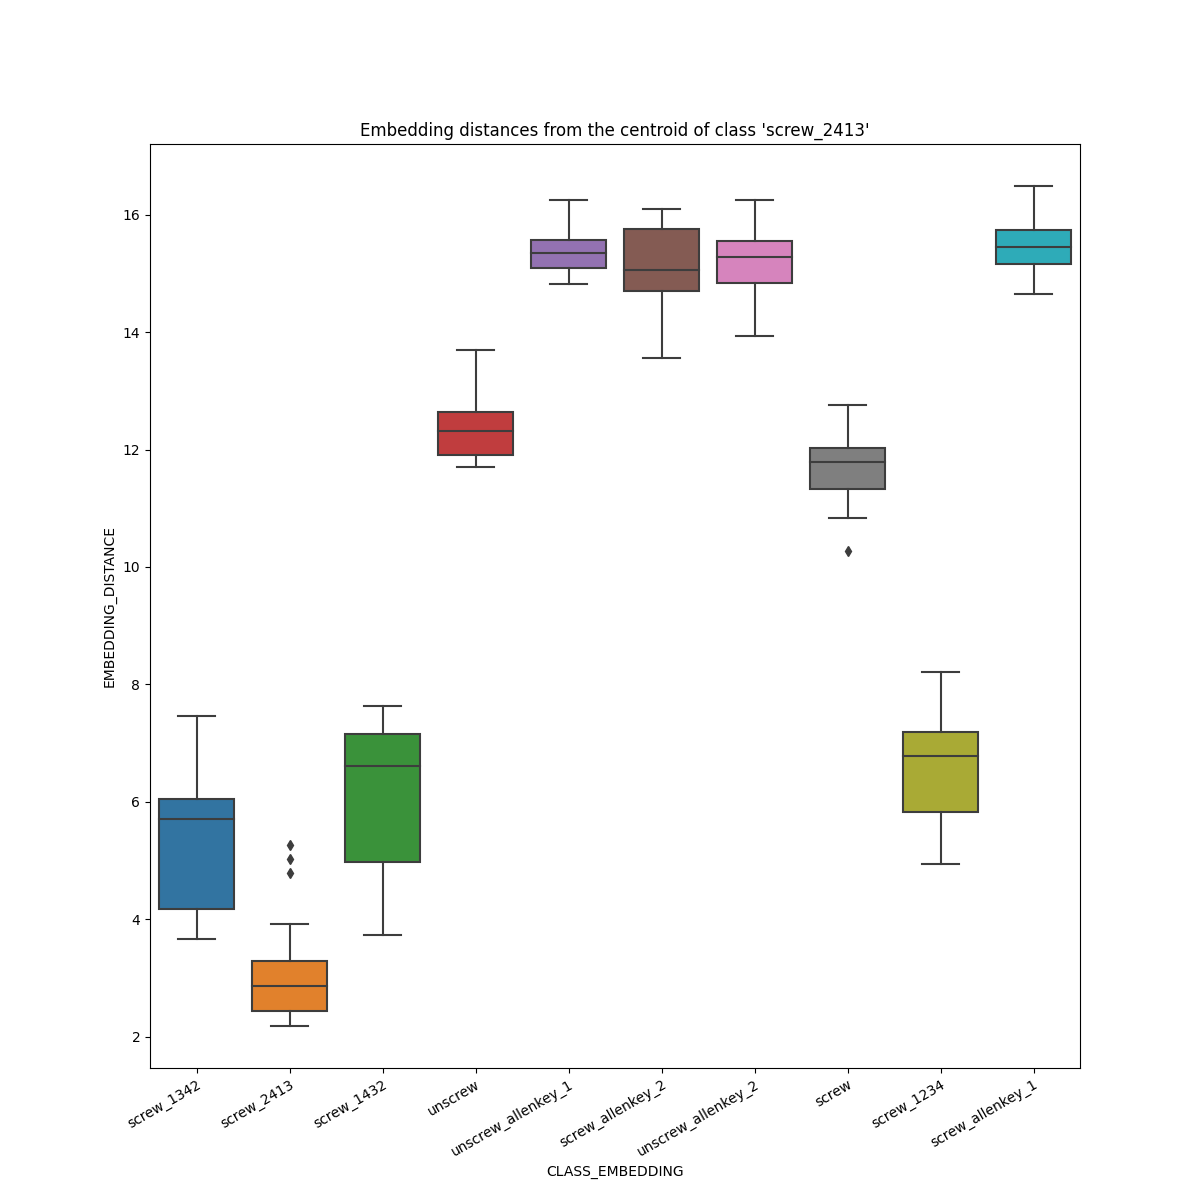 Embedding distances from the centroid of class 'screw_2413'
EMBEDDING_DISTANCE
16
14
12
10
8
6
4
2
screw_1342
screw_2413
screw_1432
unscrew
unscrew_allenkey_1
screw_allenkey_2
unscrew_allenkey_2
screw
screw_1234
screw_allenkey_1
CLASS_EMBEDDING